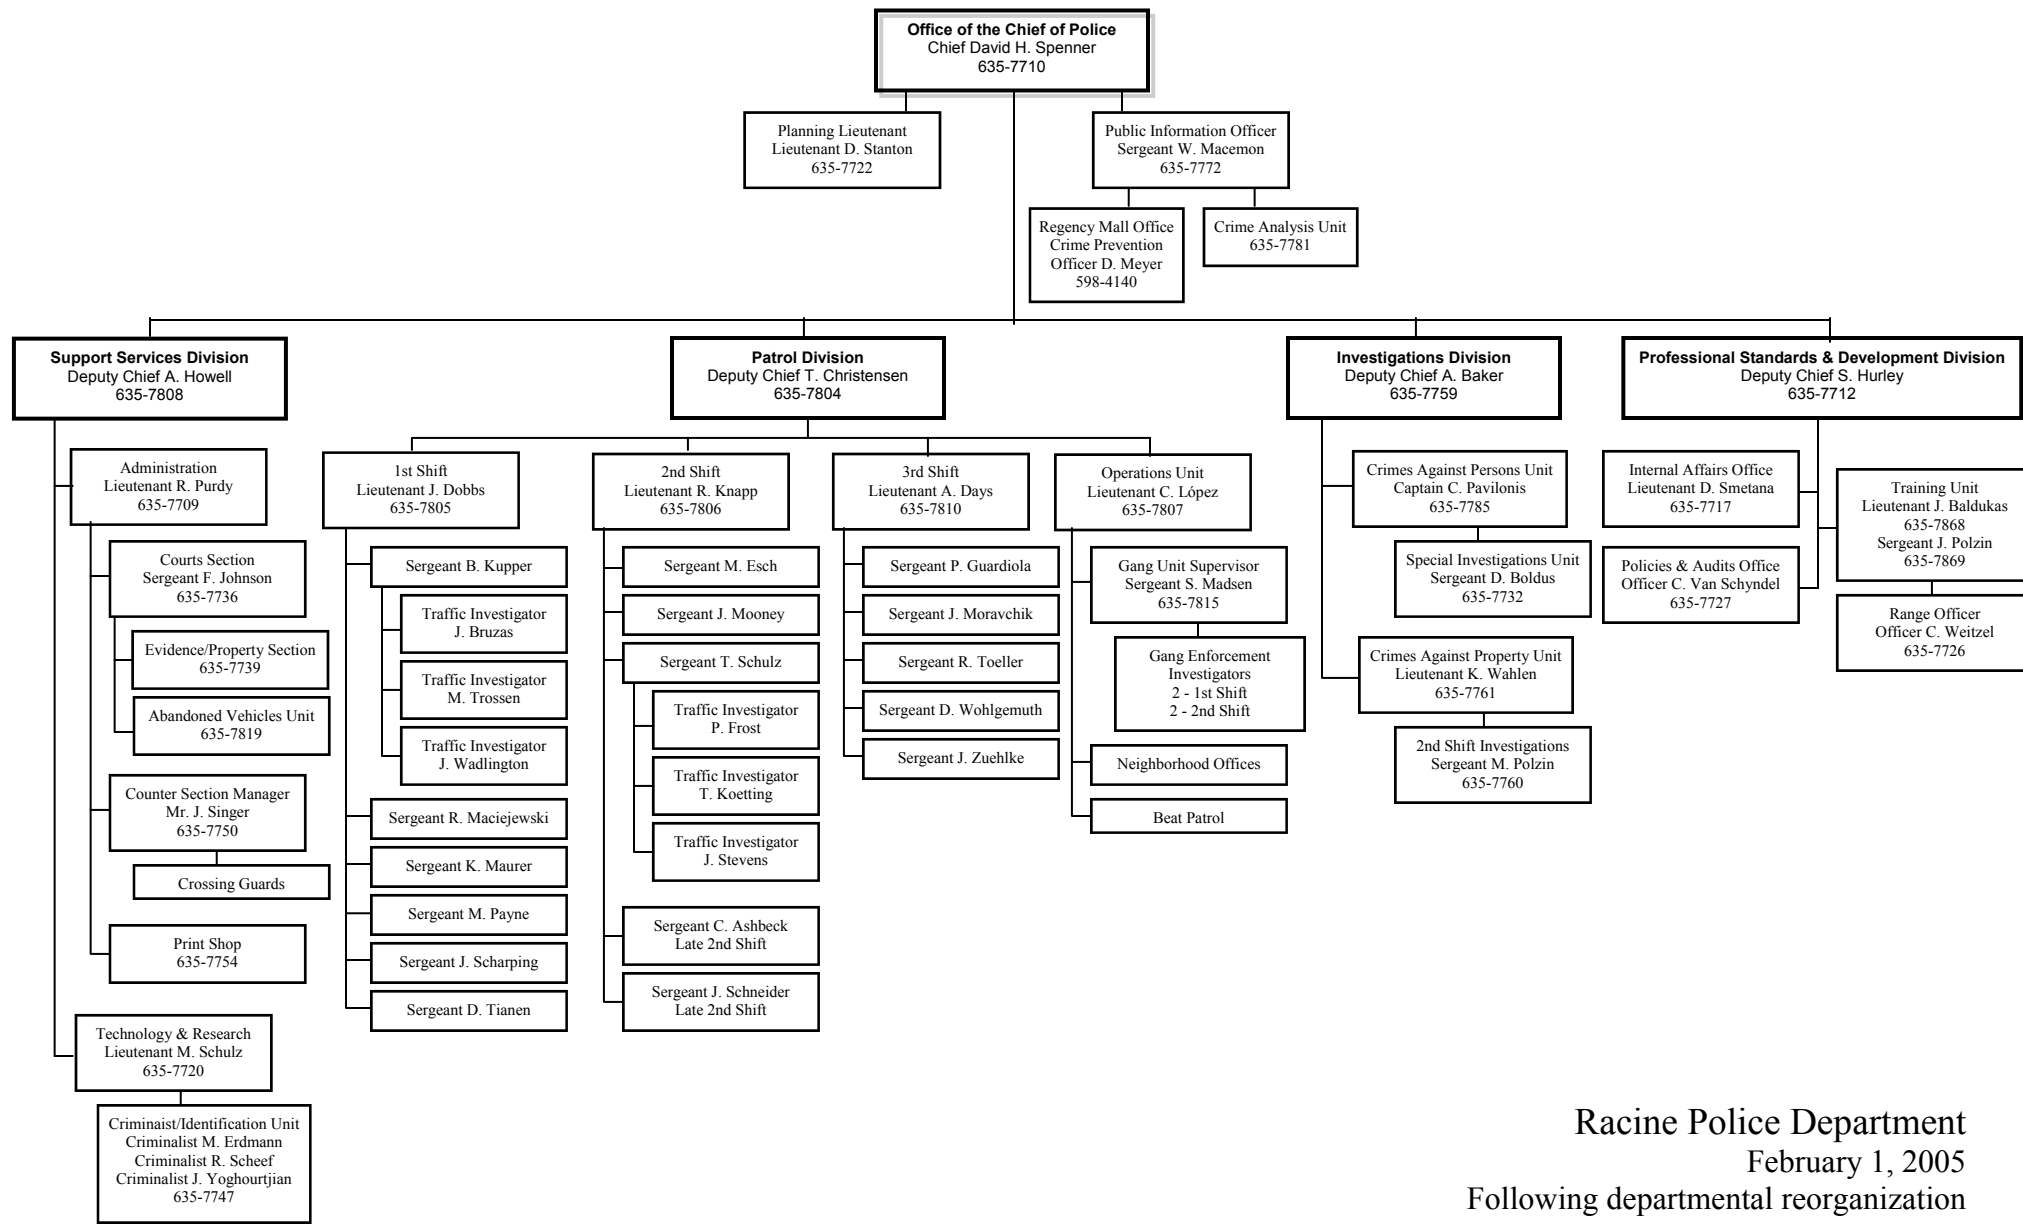 Office of the Chief of Police
Chief David H. Spenner
635-7710
Planning Lieutenant
Lieutenant D. Stanton
635-7722
Public Information Officer
Sergeant W. Macemon
635-7772
Regency Mall Office
Crime Prevention
Officer D. Meyer
598-4140
Crime Analysis Unit
635-7781
Support Services Division
Deputy Chief A. Howell
635-7808
Administration
Lieutenant R. Purdy
635-7709
Courts Section
Sergeant F. Johnson
635-7736
Evidence/Property Section
635-7739
Abandoned Vehicles Unit
635-7819
Counter Section Manager
Mr. J. Singer
635-7750
Crossing Guards
Print Shop
635-7754
Technology & Research
Lieutenant M. Schulz
635-7720
Criminaist/Identification Unit
Criminalist M. Erdmann
Criminalist R. Scheef
Criminalist J. Yoghourtjian
635-7747
Patrol Division
Deputy Chief T. Christensen
635-7804
1st Shift
Lieutenant J. Dobbs
635-7805
Sergeant B. Kupper
Traffic Investigator
J. Bruzas
Traffic Investigator
M. Trossen
Traffic Investigator
J. Wadlington
Sergeant R. Maciejewski
Sergeant K. Maurer
Sergeant M. Payne
Sergeant J. Scharping
Sergeant D. Tianen
2nd Shift
Lieutenant R. Knapp
635-7806
Sergeant M. Esch
Sergeant J. Mooney
Sergeant T. Schulz
Traffic Investigator
P. Frost
Traffic Investigator
T. Koetting
Traffic Investigator
J. Stevens
Sergeant C. Ashbeck
Late 2nd Shift
Sergeant J. Schneider
Late 2nd Shift
3rd Shift
Lieutenant A. Days
635-7810
Sergeant P. Guardiola
Sergeant J. Moravchik
Sergeant R. Toeller
Sergeant D. Wohlgemuth
Sergeant J. Zuehlke
Operations Unit
Lieutenant C. López
635-7807
Gang Unit Supervisor
Sergeant S. Madsen
635-7815
Gang Enforcement
Investigators
2 - 1st Shift
2 - 2nd Shift
Neighborhood Offices
Beat Patrol
Investigations Division
Deputy Chief A. Baker
635-7759
Crimes Against Persons Unit
Captain C. Pavilonis
635-7785
Special Investigations Unit
Sergeant D. Boldus
635-7732
Crimes Against Property Unit
Lieutenant K. Wahlen
635-7761
2nd Shift Investigations
Sergeant M. Polzin
635-7760
Professional Standards & Development Division
Deputy Chief S. Hurley
635-7712
Internal Affairs Office
Lieutenant D. Smetana
635-7717
Policies & Audits Office
Officer C. Van Schyndel
635-7727
Training Unit
Lieutenant J. Baldukas
635-7868
Sergeant J. Polzin
635-7869
Range Officer
Officer C. Weitzel
635-7726
Racine Police Department
February 1, 2005
Following departmental reorganization